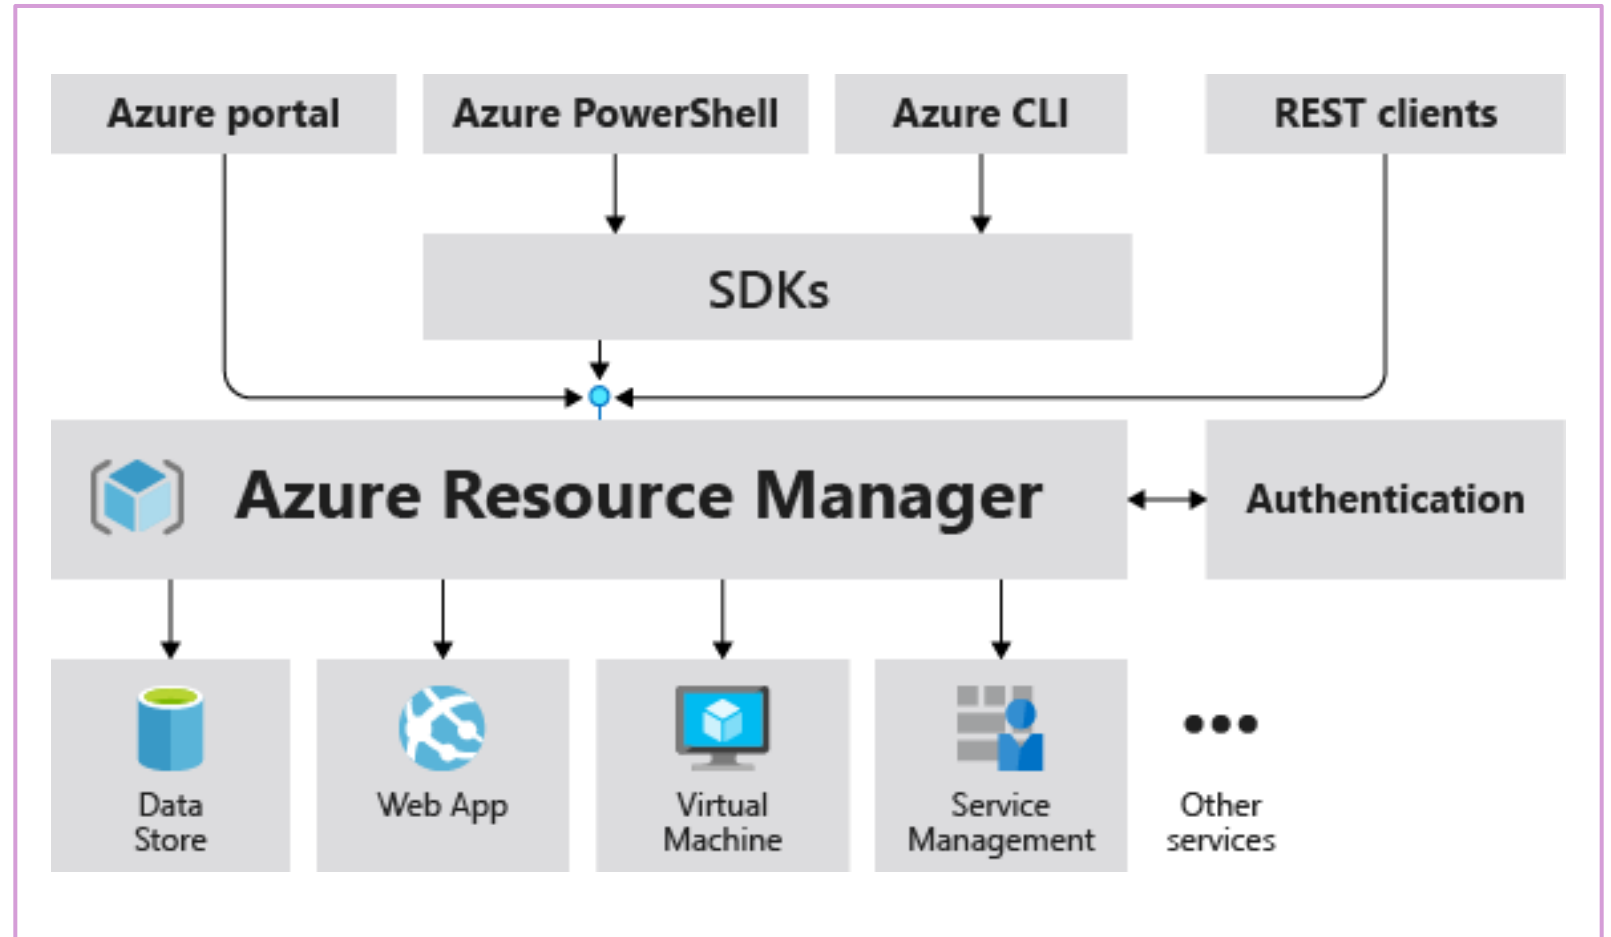 Azure portal
Azure PowerShell
Azure CLI
REST clients
SDKs
Azure Resource Manager
Authentication
Data
Store
Web App
Virtual
Machine
Service
Management
Other
services